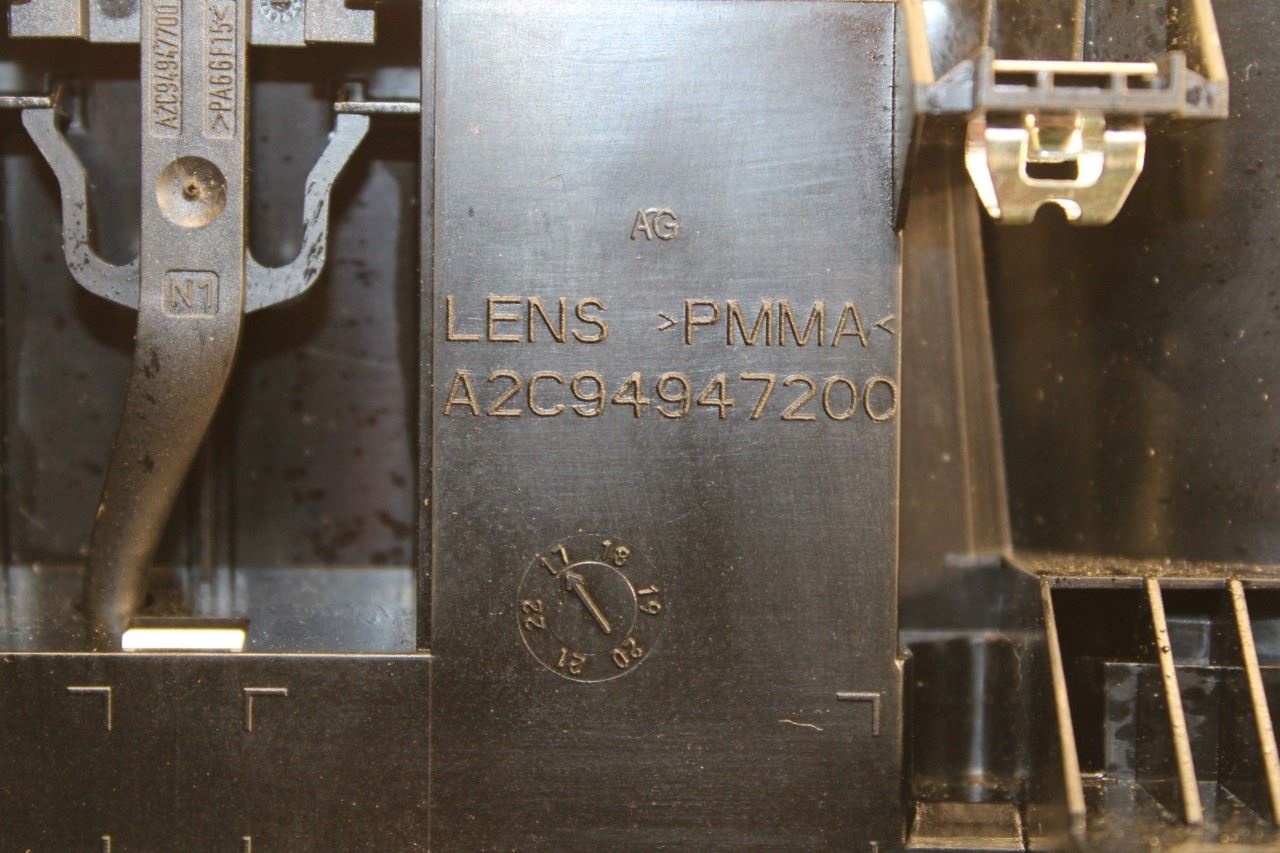 A2C94947700
>PA66F15<
N1
AG
LENS >PMMA<
A2C94947200
17 18 19 20 21 22